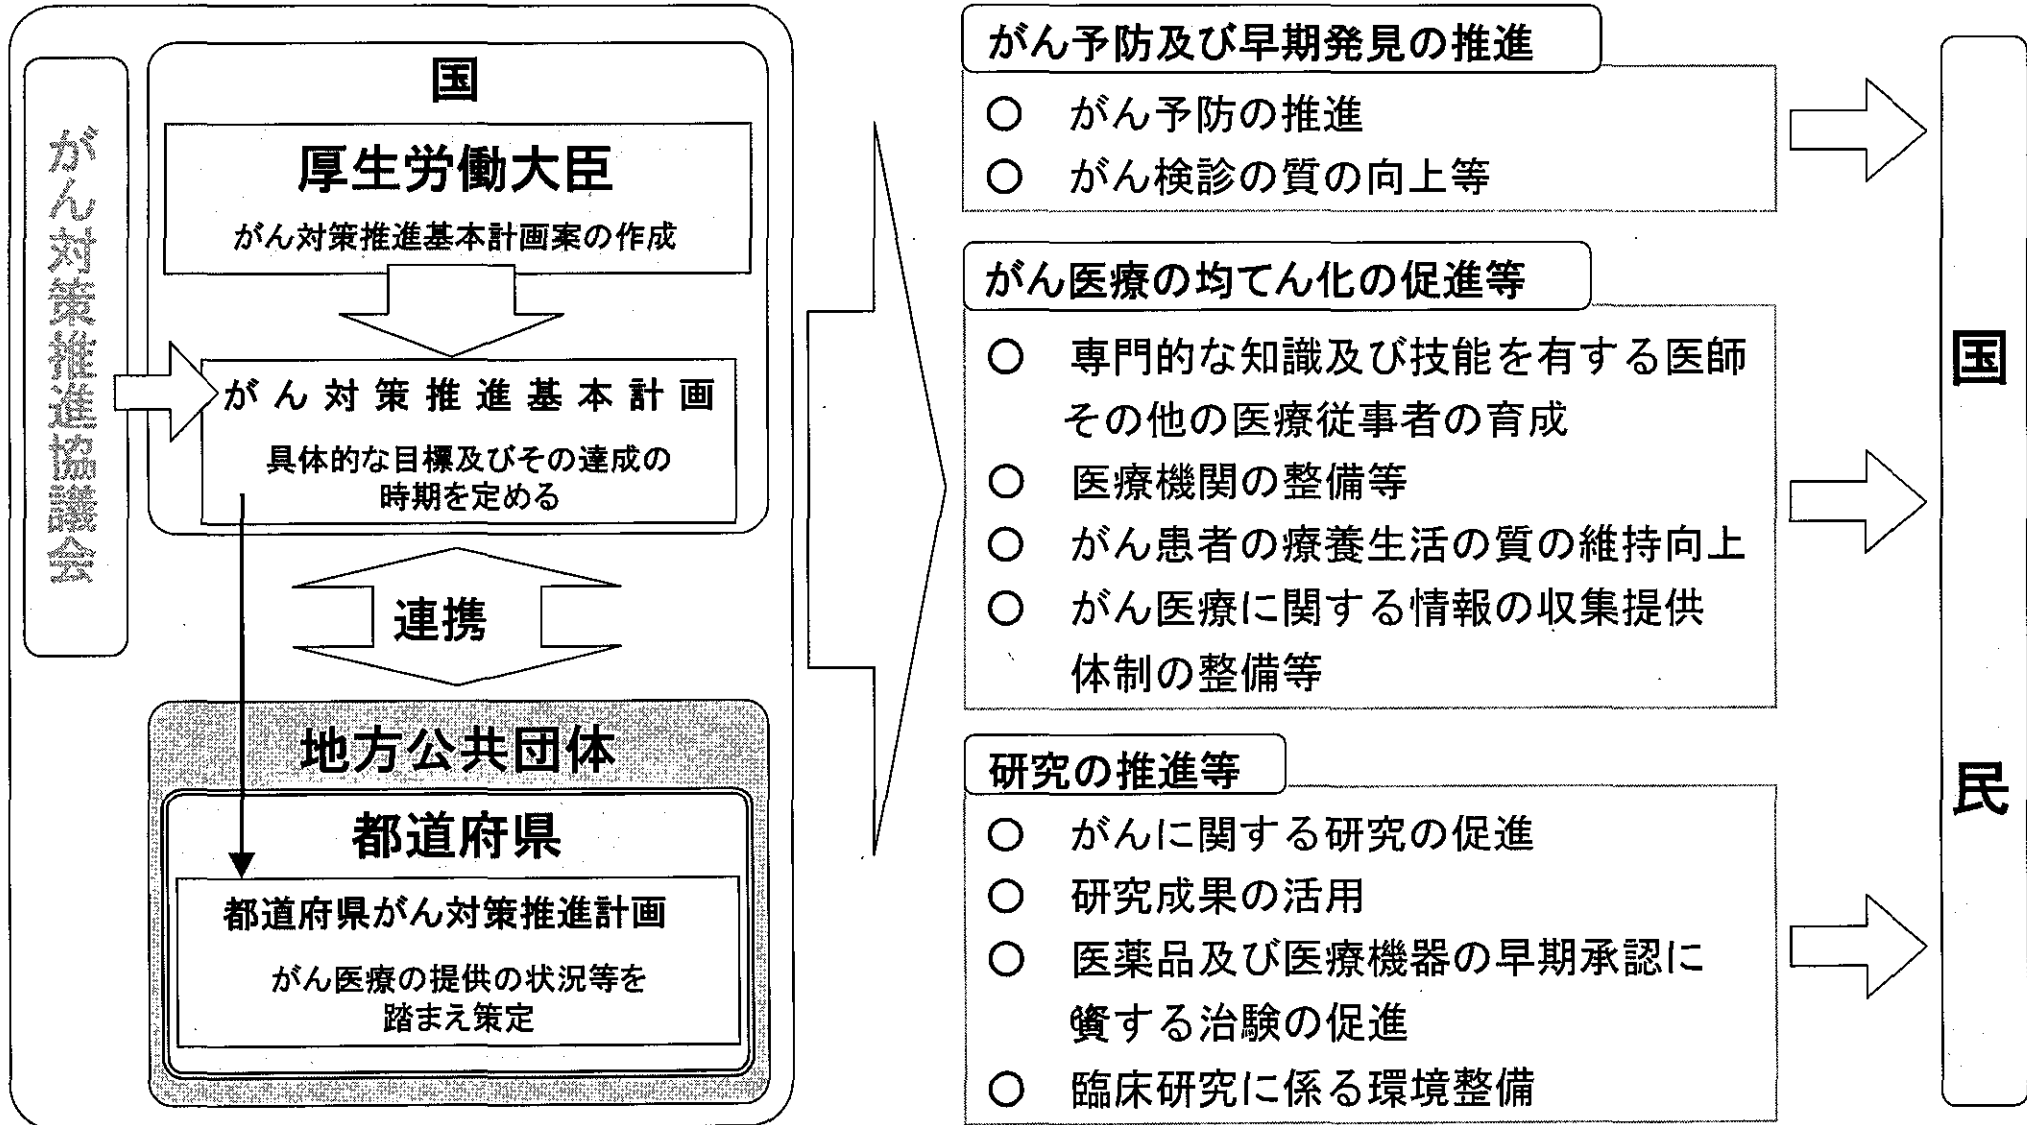 がん対策推進協議会
国
厚生労働大臣
がん対策推進基本計画案の作成
がん対策推進基本計画
具体的な目標及びその達成の
時期を定める
連携
地方公共団体
都道府県
都道府県がん対策推進計画
がん医療の提供の状況等を
踏まえ策定
がん予防及び早期発見の推進
○ がん予防の推進
○ がん検診の質の向上等
がん医療の均てん化の促進等
○ 専門的な知識及び技能を有する医師
その他の医療従事者の育成
○ 医療機関の整備等
○ がん患者の療養生活の質の維持向上
○ がん医療に関する情報の収集提供
体制の整備等
研究の推進等
○ がんに関する研究の促進
○ 研究成果の活用
○ 医薬品及び医療機器の早期承認に
資する治験の促進
○ 臨床研究に係る環境整備
国民